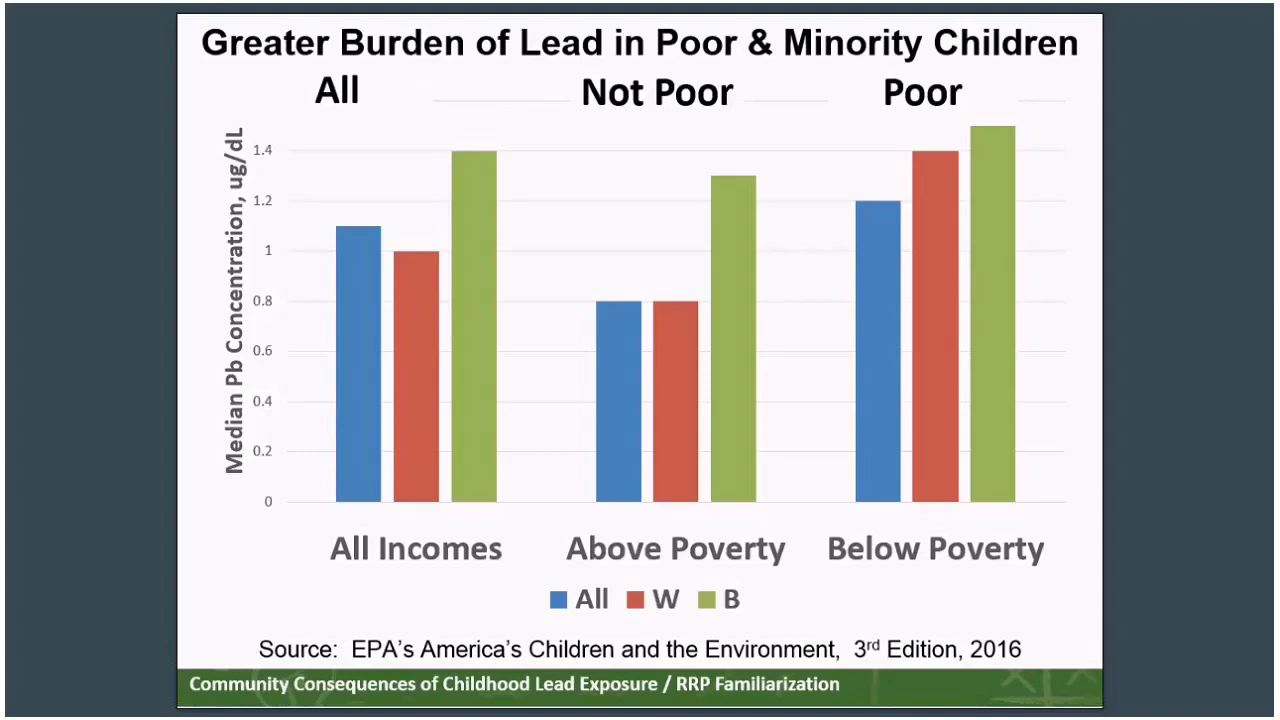 Greater Burden of Lead in Poor & Minority Children
All
Not Poor
Poor
Median Pb Concentration, ug/dL
1.4
1.2
1
0.8
0.6
0.4
0.2
0
All Incomes
Above Poverty
Below Poverty
All W B
Source: EPA's America's Children and the Environment, 3rd Edition, 2016
Community Consequences of Childhood Lead Exposure / RRP Familiarization